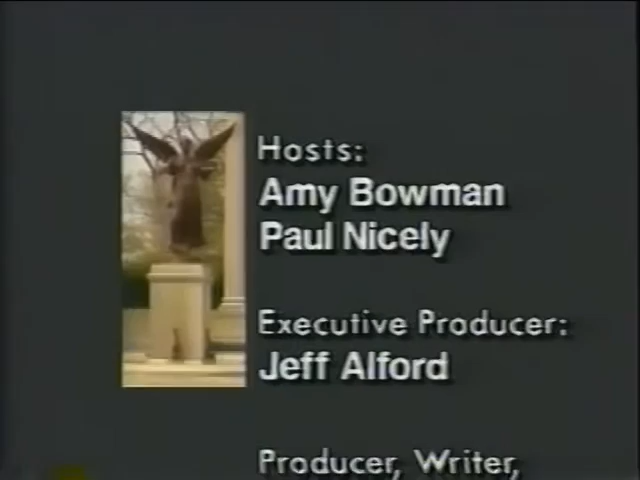 Hosts:
Amy Bowman
Paul Nicely
Executive Producer:
Jeff Alford
Producer, Writer,